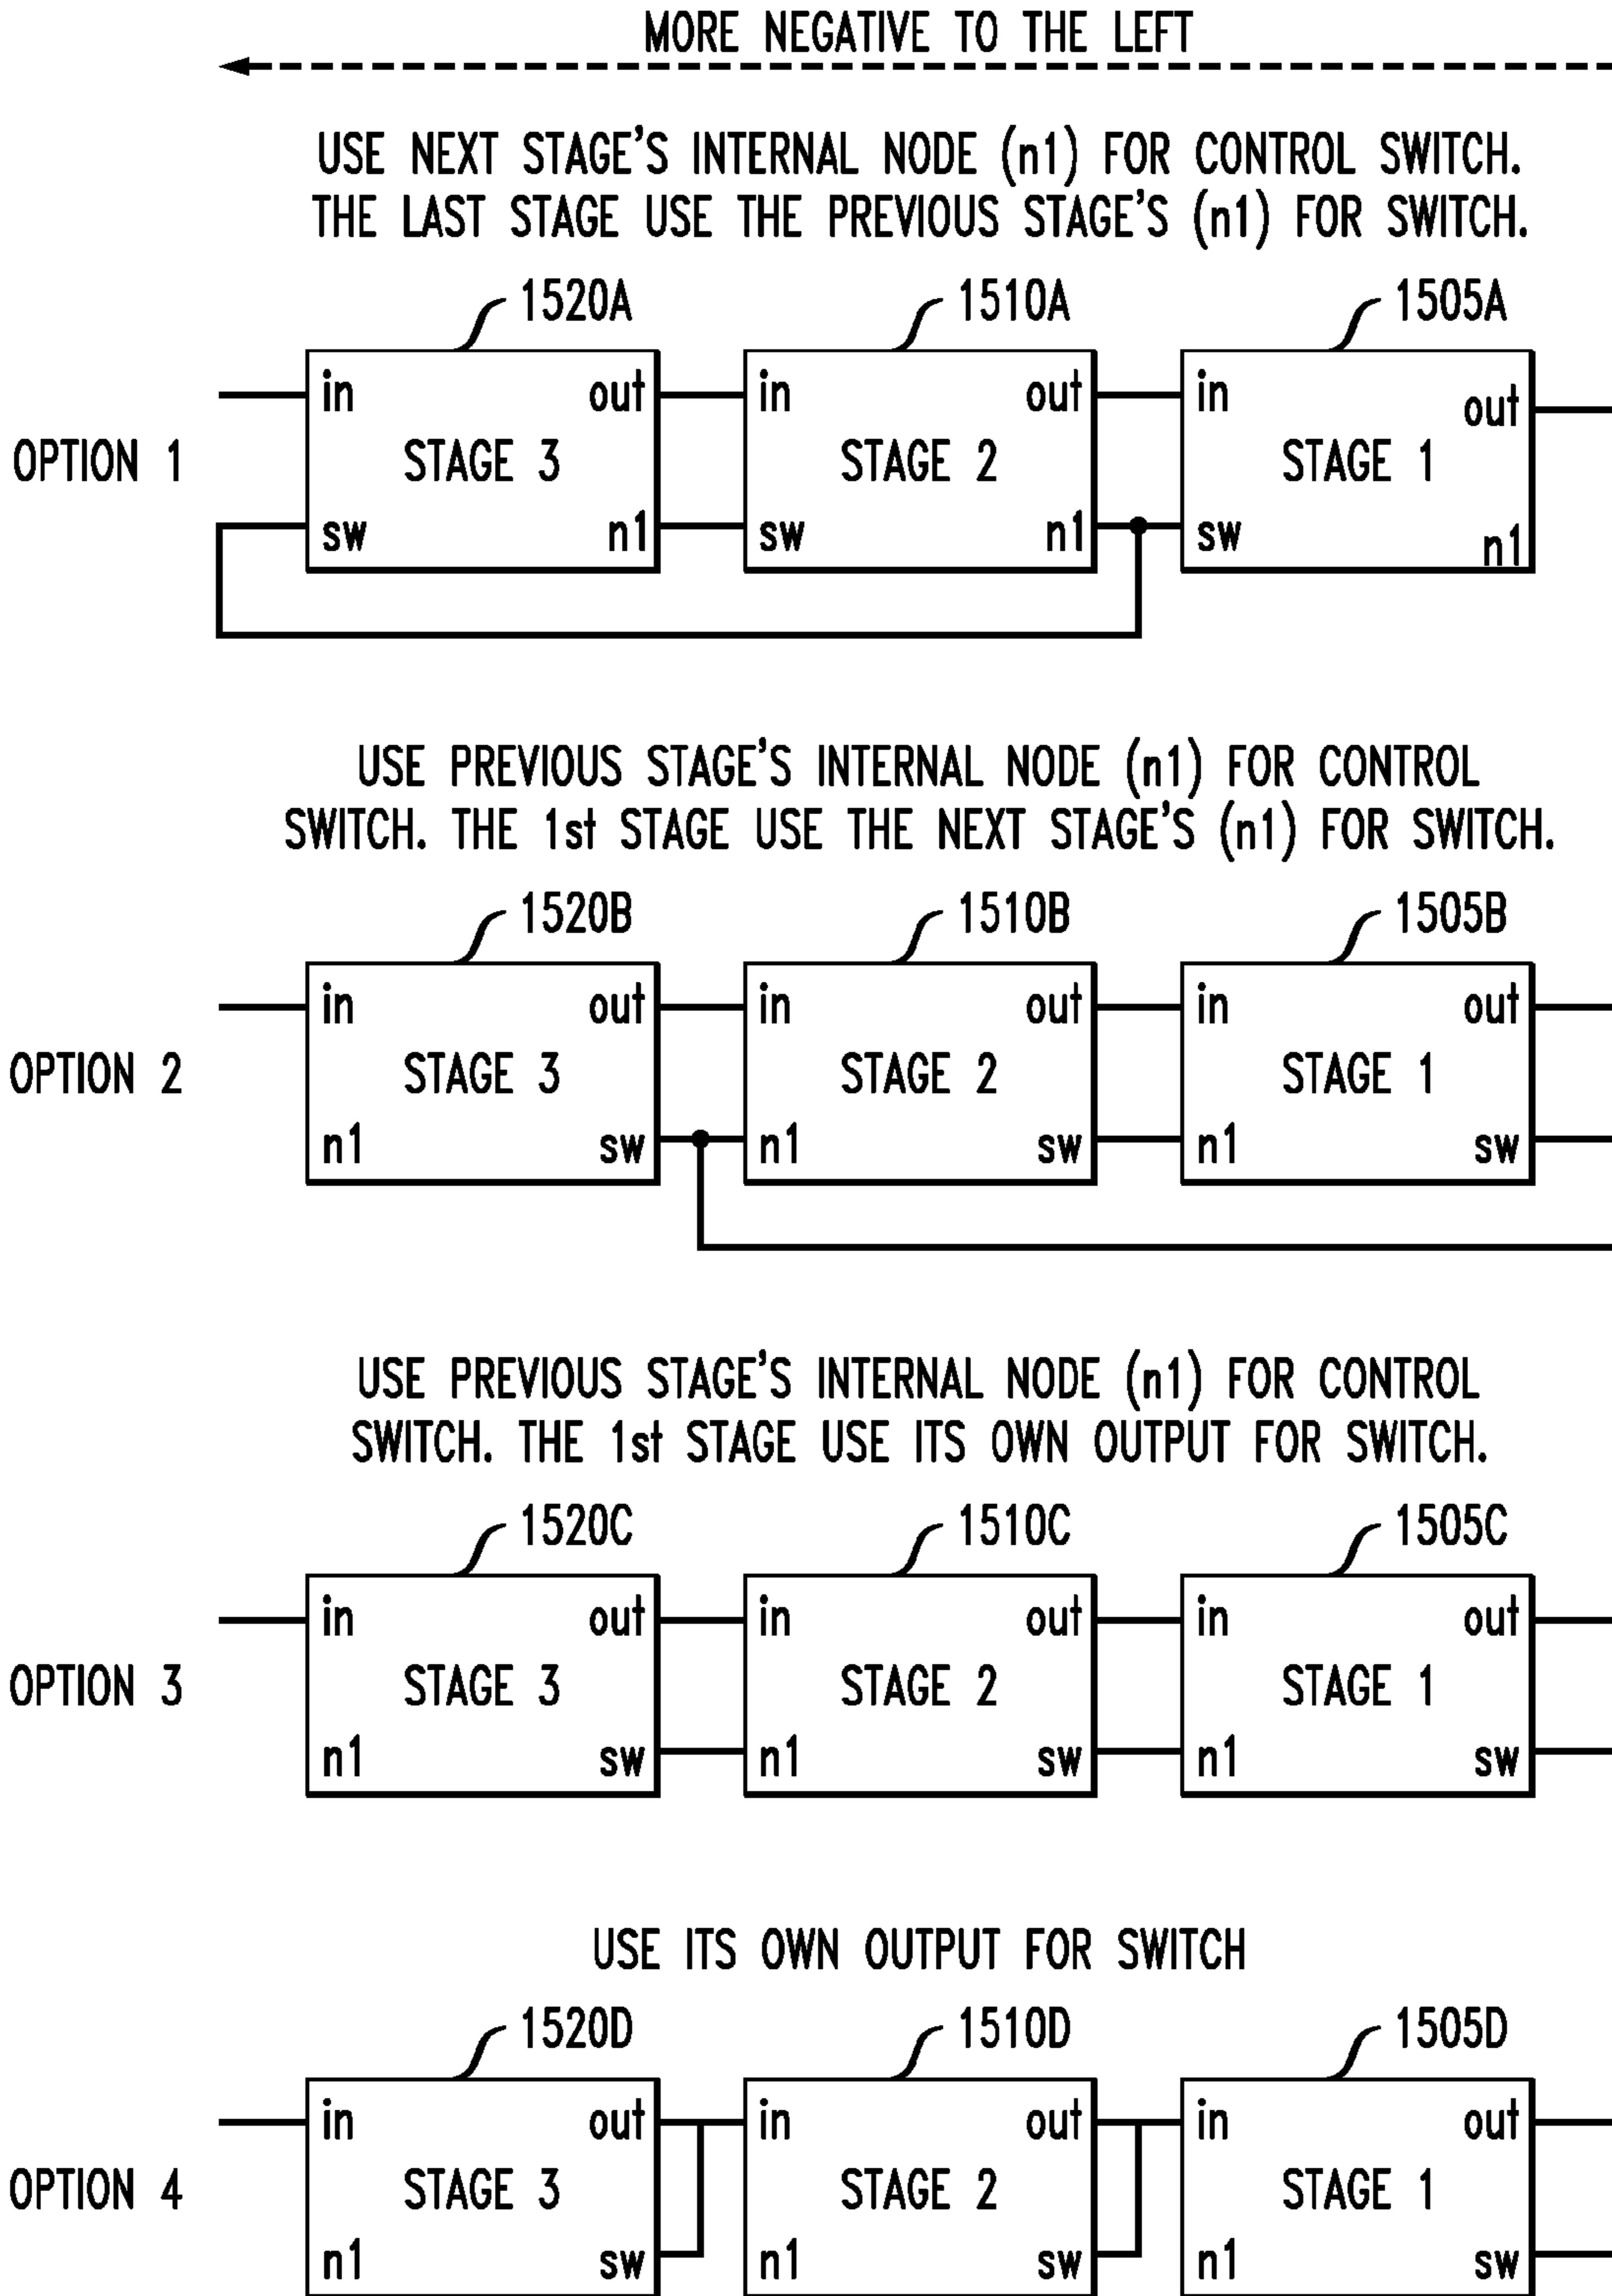 MORE NEGATIVE TO THE LEFT
USE NEXT STAGE'S INTERNAL NODE (n1) FOR CONTROL SWITCH.
THE LAST STAGE USE THE PREVIOUS STAGE'S (n1) FOR SWITCH.
1520A 1510A 1505A
in out in out in out
OPTION 1 STAGE 3 STAGE 2 STAGE 1
sw n1 sw n1 sw n1
USE PREVIOUS STAGE'S INTERNAL NODE (n1) FOR CONTROL
SWITCH. THE 1st STAGE USE THE NEXT STAGE'S (n1) FOR SWITCH.
1520B 1510B 1505B
in out in out in out
OPTION 2 STAGE 3 STAGE 2 STAGE 1
n1 sw n1 sw n1 sw
USE PREVIOUS STAGE'S INTERNAL NODE (n1) FOR CONTROL
SWITCH. THE 1st STAGE USE ITS OWN OUTPUT FOR SWITCH.
1520C 1510C 1505C
in out in out in out
OPTION 3 STAGE 3 STAGE 2 STAGE 1
n1 sw n1 sw n1 sw
USE ITS OWN OUTPUT FOR SWITCH
1520D 1510D 1505D
in out in out in out
OPTION 4 STAGE 3 STAGE 2 STAGE 1
n1 sw n1 sw n1 sw